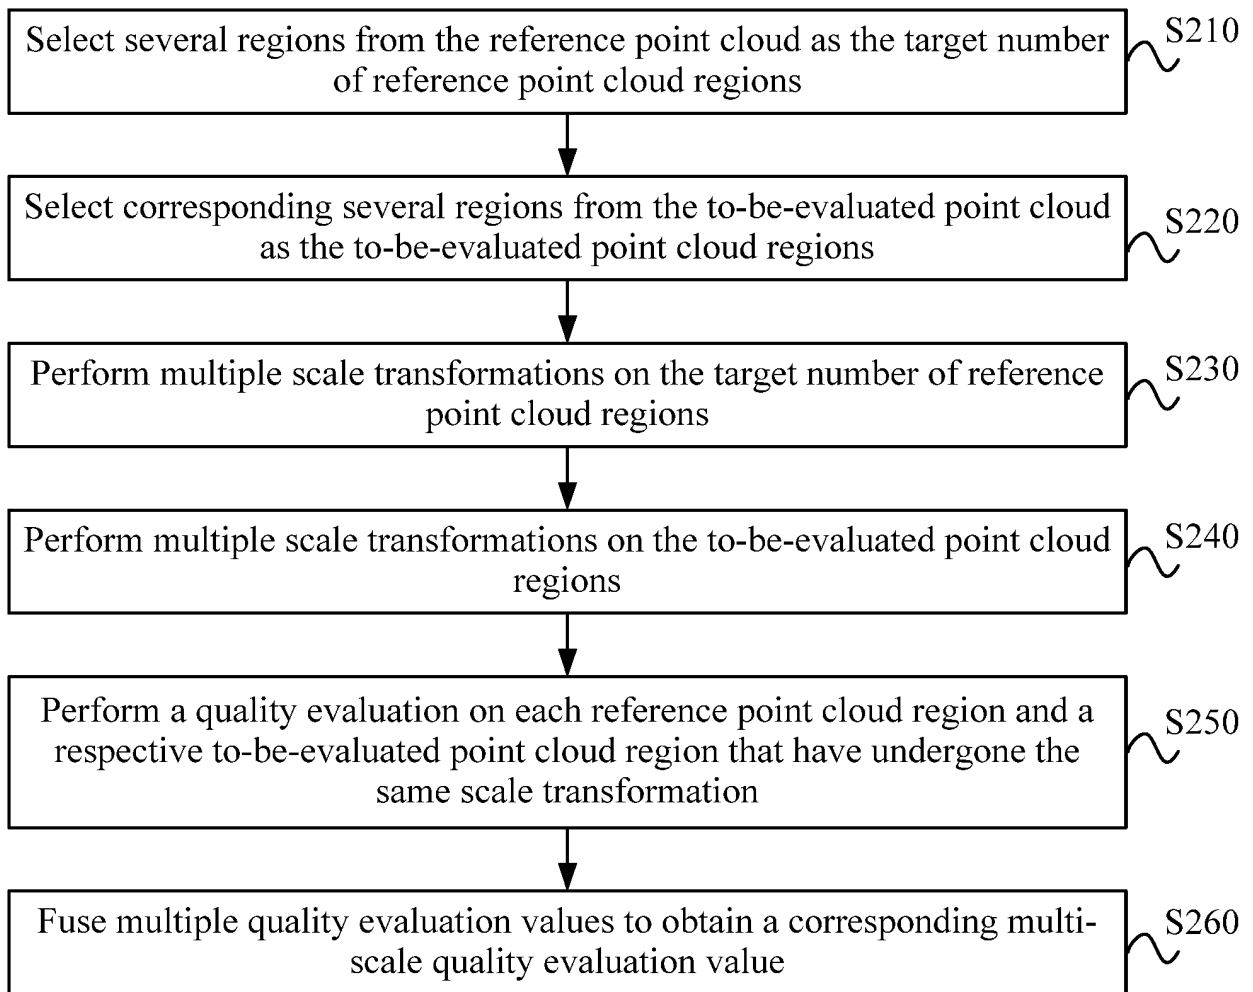 Select several regions from the reference point cloud as the target number
of reference point cloud regions
S210
Select corresponding several regions from the to-be-evaluated point cloud
as the to-be-evaluated point cloud regions
S220
Perform multiple scale transformations on the target number of reference
point cloud regions
S230
Perform multiple scale transformations on the to-be-evaluated point cloud
regions
S240
Perform a quality evaluation on each reference point cloud region and a
respective to-be-evaluated point cloud region that have undergone the
same scale transformation
S250
Fuse multiple quality evaluation values to obtain a corresponding multi-
scale quality evaluation value
S260